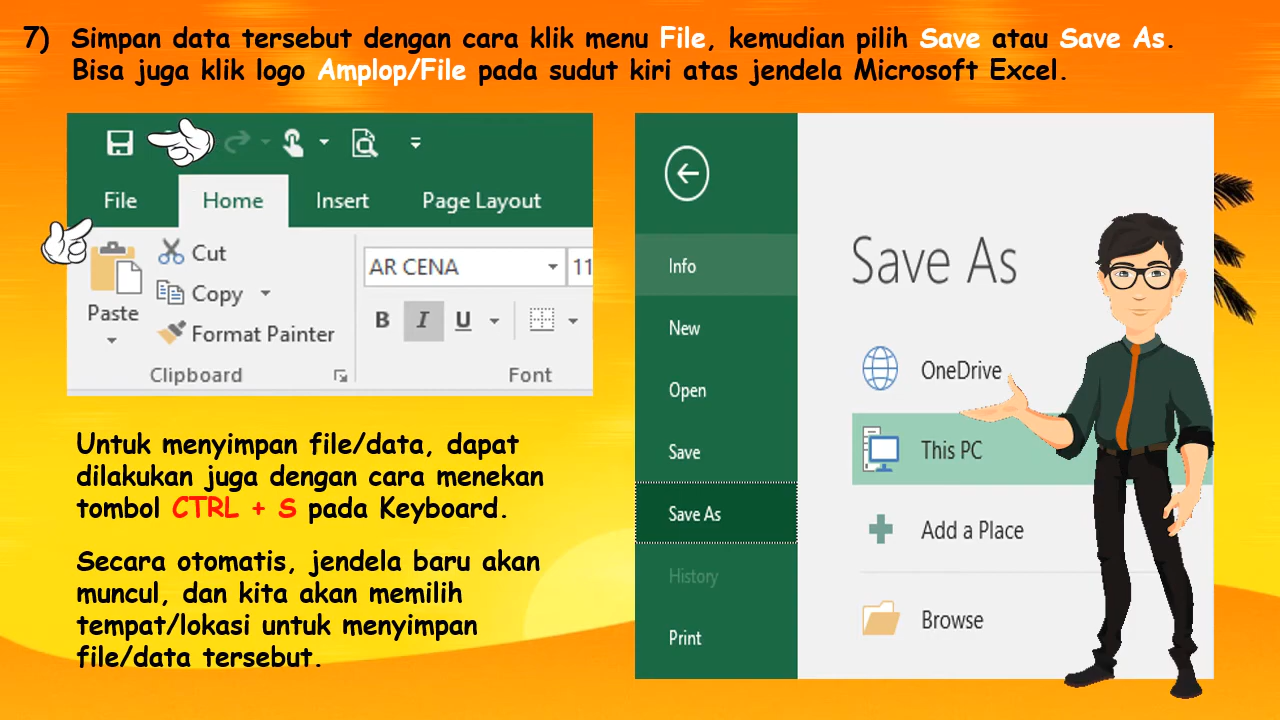 7) Simpan data tersebut dengan cara klik menu File, kemudian pilih Save atau Save As.
Bisa juga klik logo Amplop/File pada sudut kiri atas jendela Microsoft Excel.
File Home Insert Page Layout
Cut
Copy
Format Painter
Paste
Clipboard
AR CENA 11
B I U
Font
Untuk menyimpan file/data, dapat
dilakukan juga dengan cara menekan
tombol CTRL + S pada Keyboard.
Secara otomatis, jendela baru akan
muncul, dan kita akan memilih
tempat/lokasi untuk menyimpan
file/data tersebut.
Info
New
Open
Save
Save As
History
Print
Save As
OneDrive
This PC
Add a Place
Browse